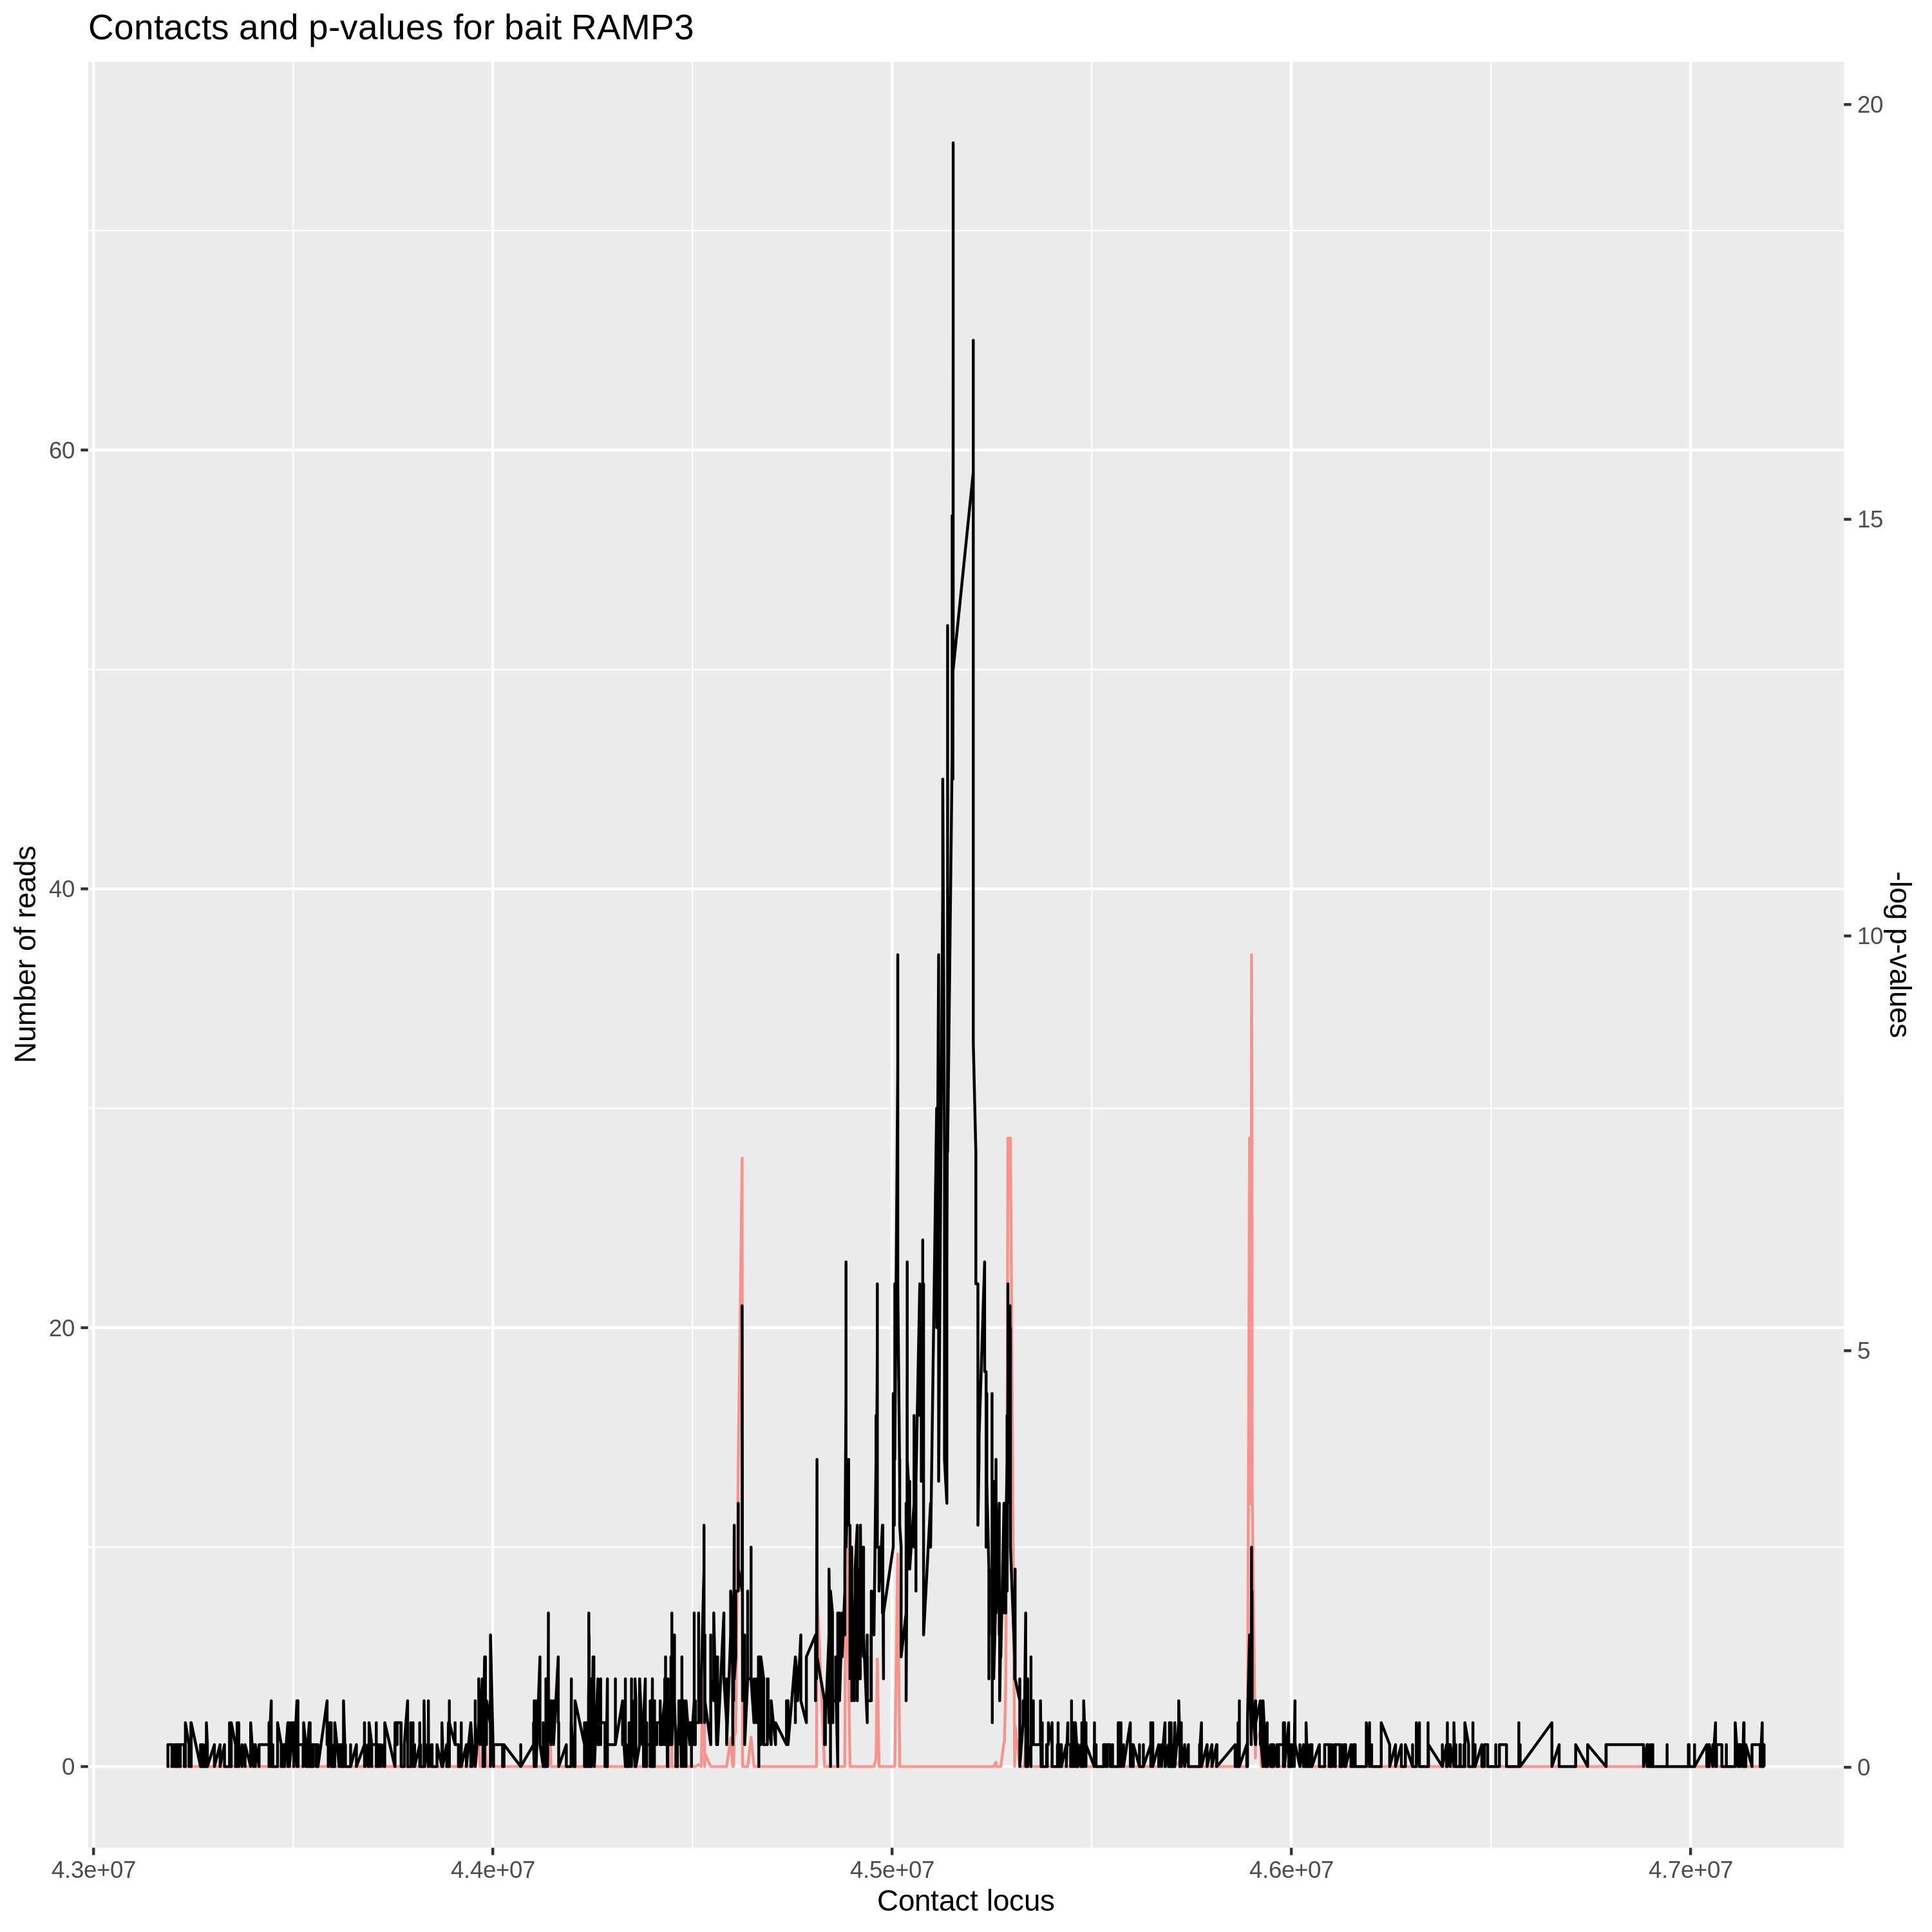 Contacts and p-values for bait RAMP3
Number of reads
60
40
20
0
20
15
10
5
0
-log p-values
4.3e+07
4.4e+07
4.5e+07
4.6e+07
4.7e+07
Contact locus